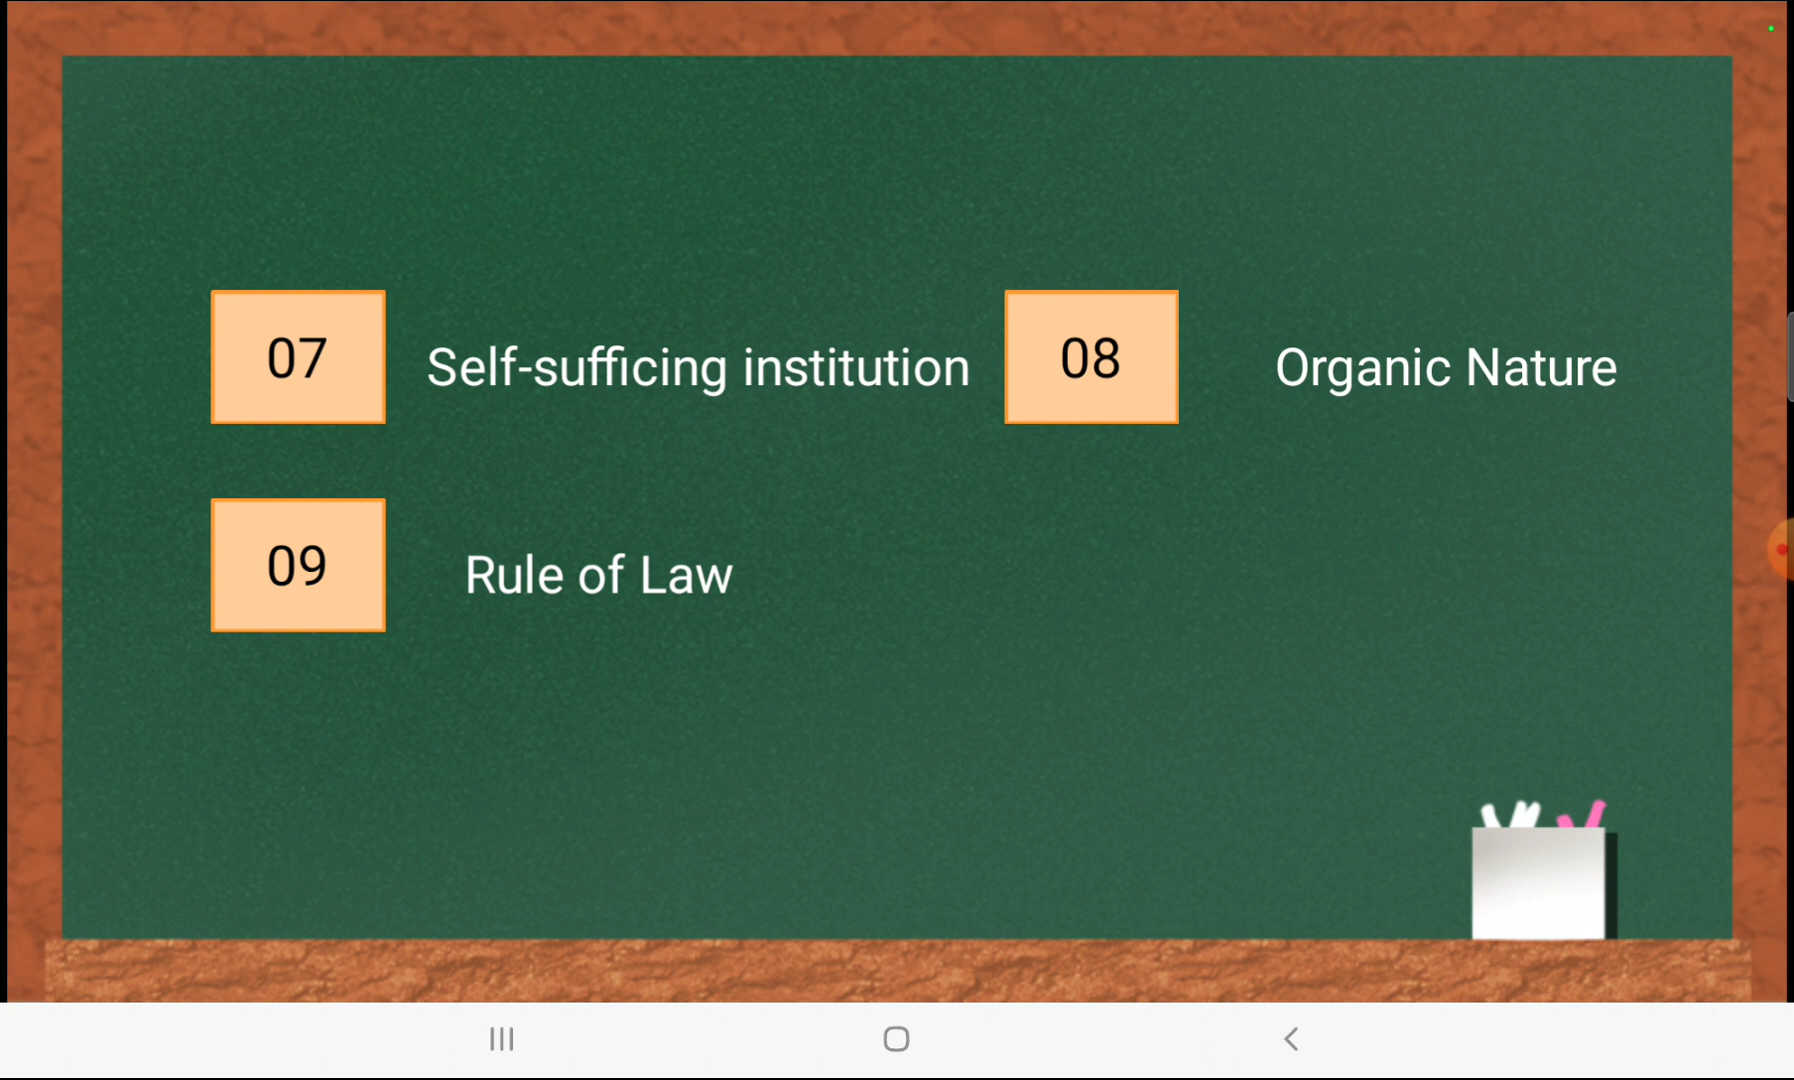 07
Self-sufficing institution
08
Organic Nature
09
Rule of Law